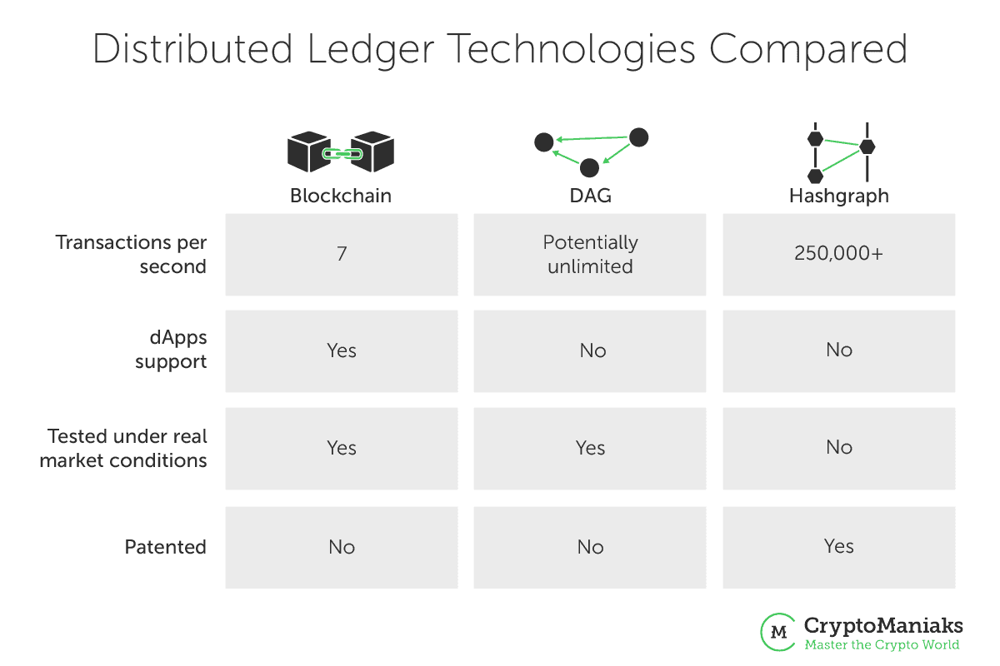 Distributed Ledger Technologies Compared
Blockchain
DAG
Hashgraph
Transactions per
second
7
Potentially
unlimited
250,000+
dApps
support
Yes
No
No
Tested under real
market conditions
Yes
Yes
No
Patented
No
No
Yes
M
CryptoManiaks
Master the Crypto World